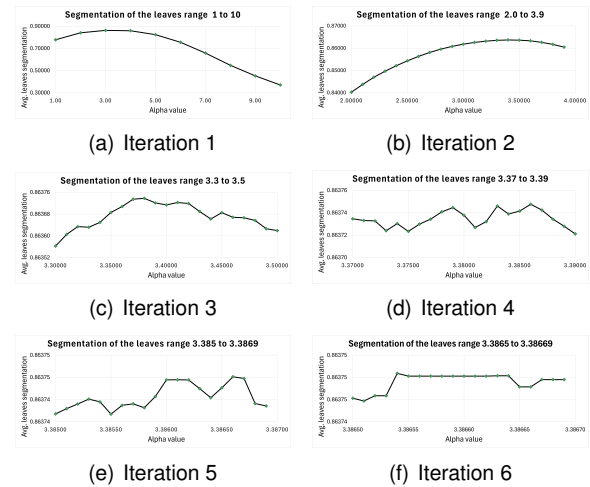 Segmentation of the leaves range 1 to 10
Avg. leaves segmentation
0.90000
0.70000
0.50000
0.30000
1.00 3.00 5.00 7.00 9.00
Alpha value
(a) Iteration 1
Segmentation of the leaves range 2.0 to 3.9
Avg. leaves segmentation
0.87000
0.86000
0.85000
0.84000
2.00000 2.50000 3.00000 3.50000 4.00000
Alpha value
(b) Iteration 2
Segmentation of the leaves range 3.3 to 3.5
Avg. leaves segmentation
0.86376
0.86368
0.86360
0.86352
3.30000 3.35000 3.40000 3.45000 3.50000
Alpha value
(c) Iteration 3
Segmentation of the leaves range 3.37 to 3.39
Avg. leaves segmentation
0.86376
0.86374
0.86372
0.86370
3.37000 3.37500 3.38000 3.38500 3.39000
Alpha value
(d) Iteration 4
Segmentation of the leaves range 3.385 to 3.3869
Avg. leaves segmentation
0.86375
0.86375
0.86374
0.86374
3.38500 3.38550 3.38600 3.38650 3.38700
Alpha value
(e) Iteration 5
Segmentation of the leaves range 3.3865 to 3.38669
Avg. leaves segmentation
0.86375
0.86375
0.86374
0.86374
3.38650 3.38655 3.38660 3.38665 3.38670
Alpha value
(f) Iteration 6